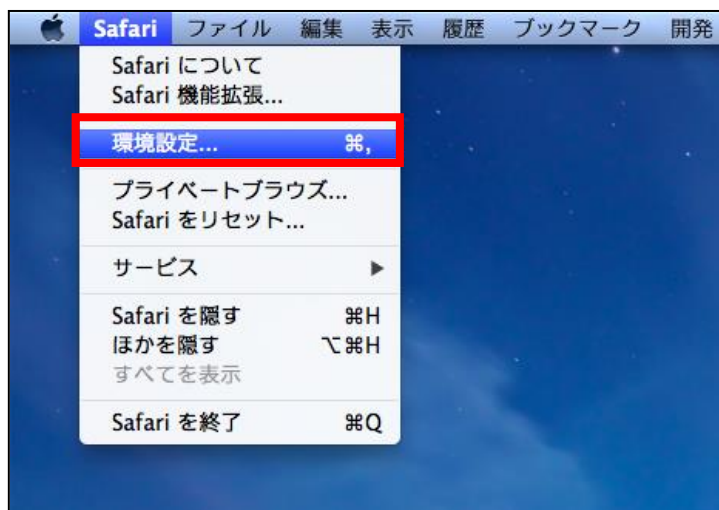 Safari ファイル 編集 表示 履歴 ブックマーク 開発
Safari について
Safari 機能拡張...
環境設定... ⌘,
プライベートブラウズ...
Safari をリセット...
サービス ▶
Safari を隠す ⌘H
ほかを隠す ⌥⌘H
すべてを表示
Safari を終了 ⌘Q